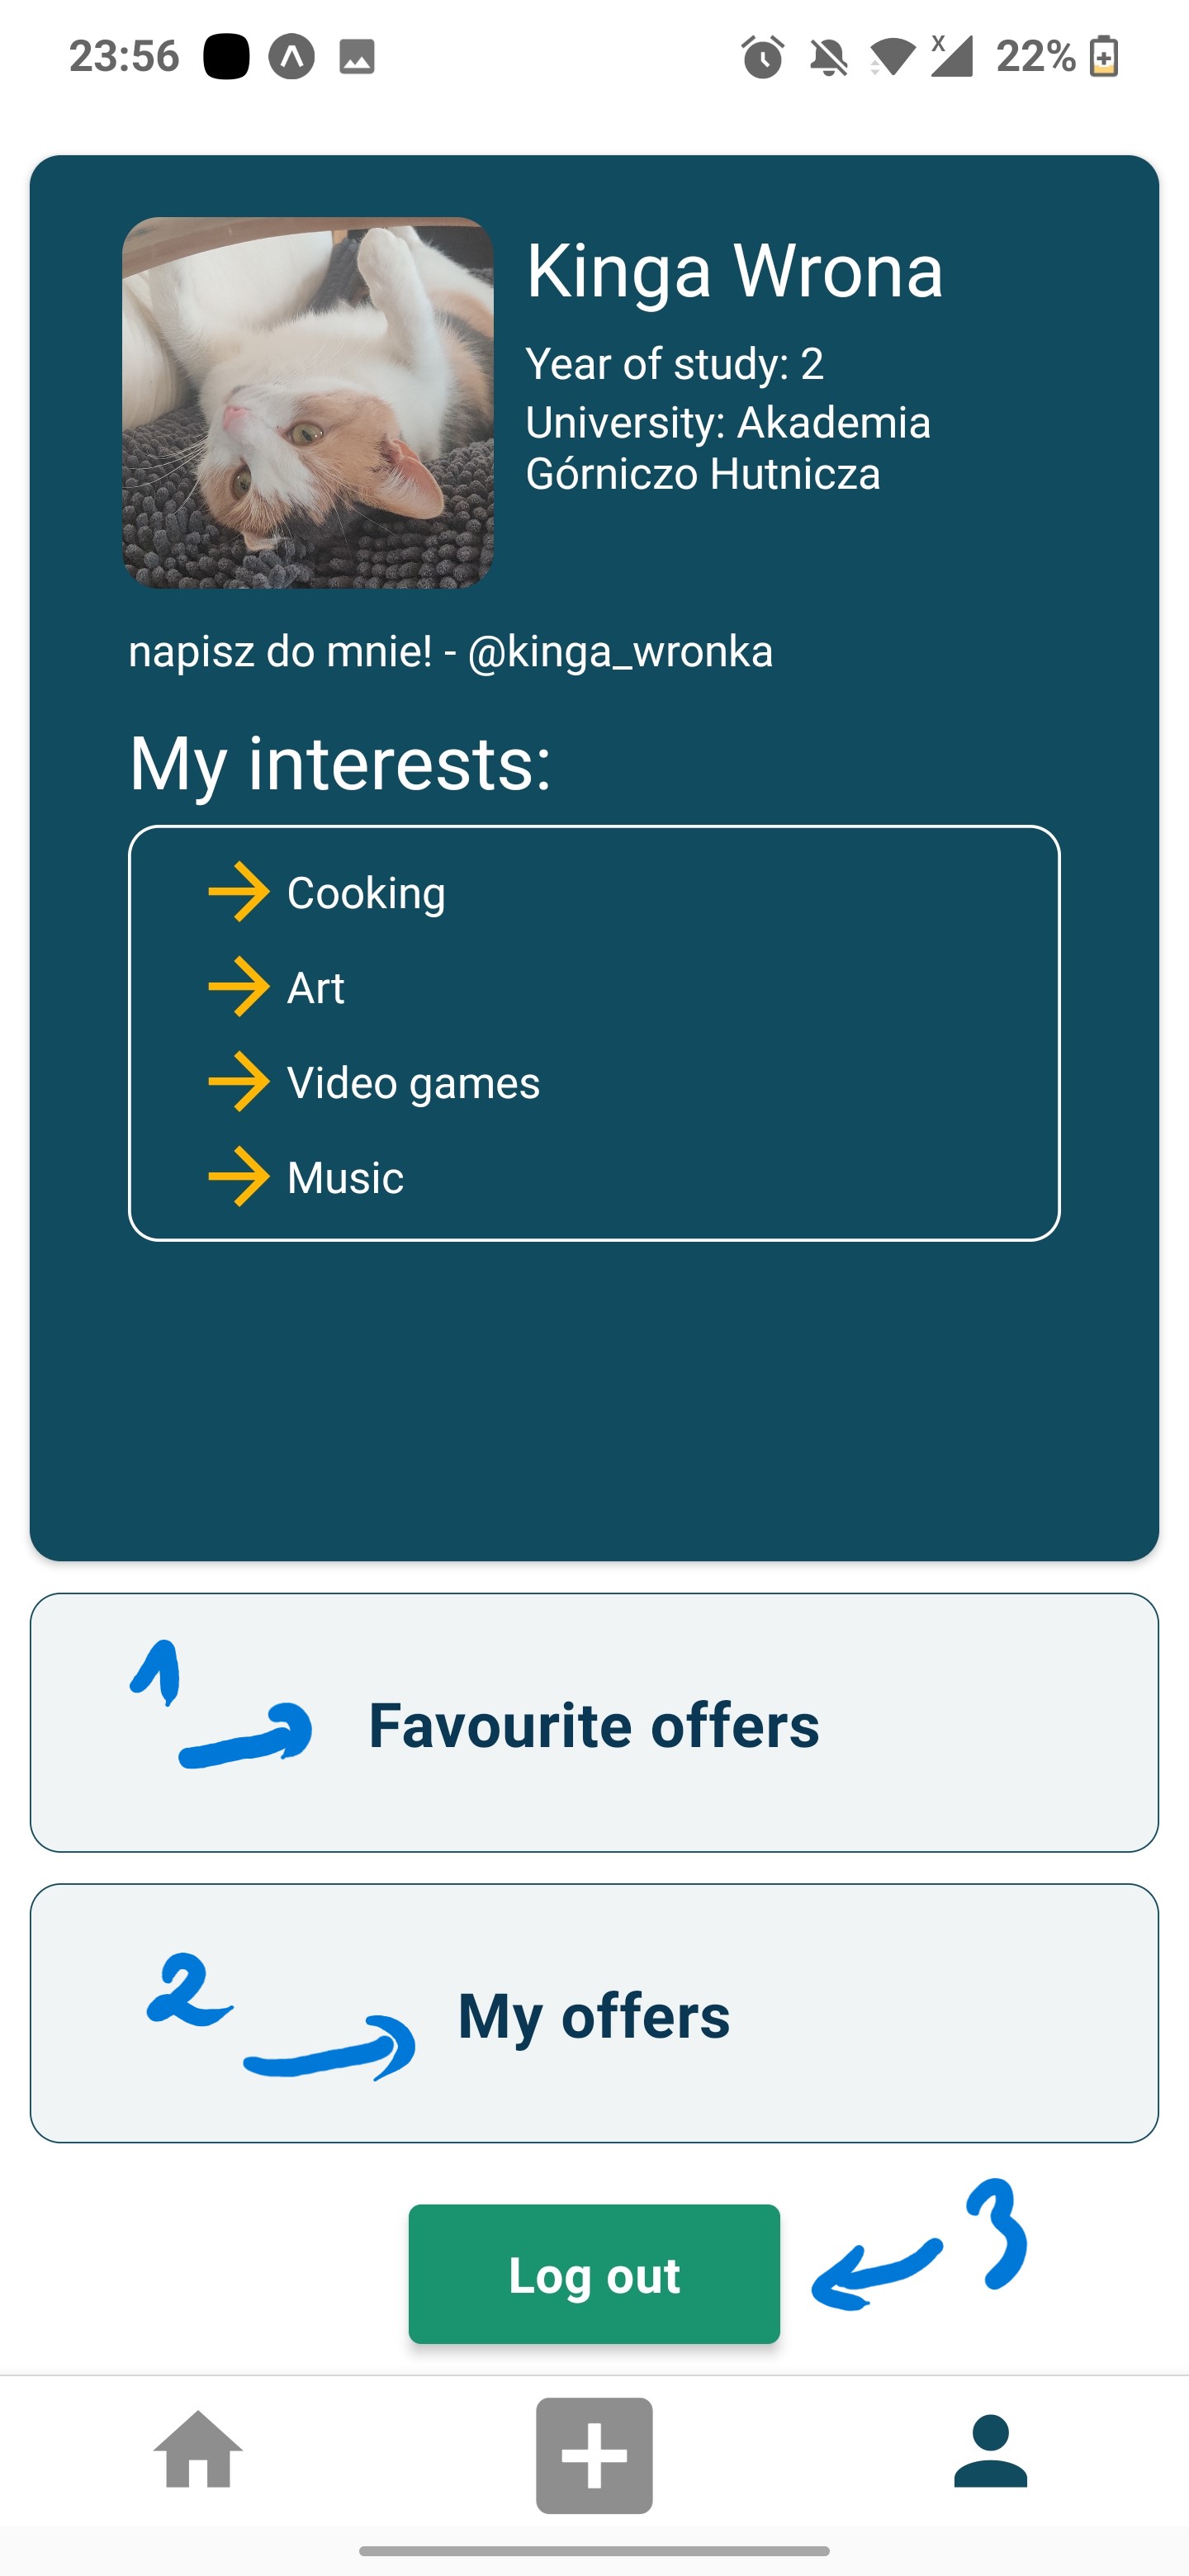 23:56
22%
Kinga Wrona
Year of study: 2
University: Akademia
Górniczo Hutnicza
napisz do mnie! - @kinga_wronka
My interests:
Cooking
Art
Video games
Music
1
Favourite offers
2
My offers
3
Log out